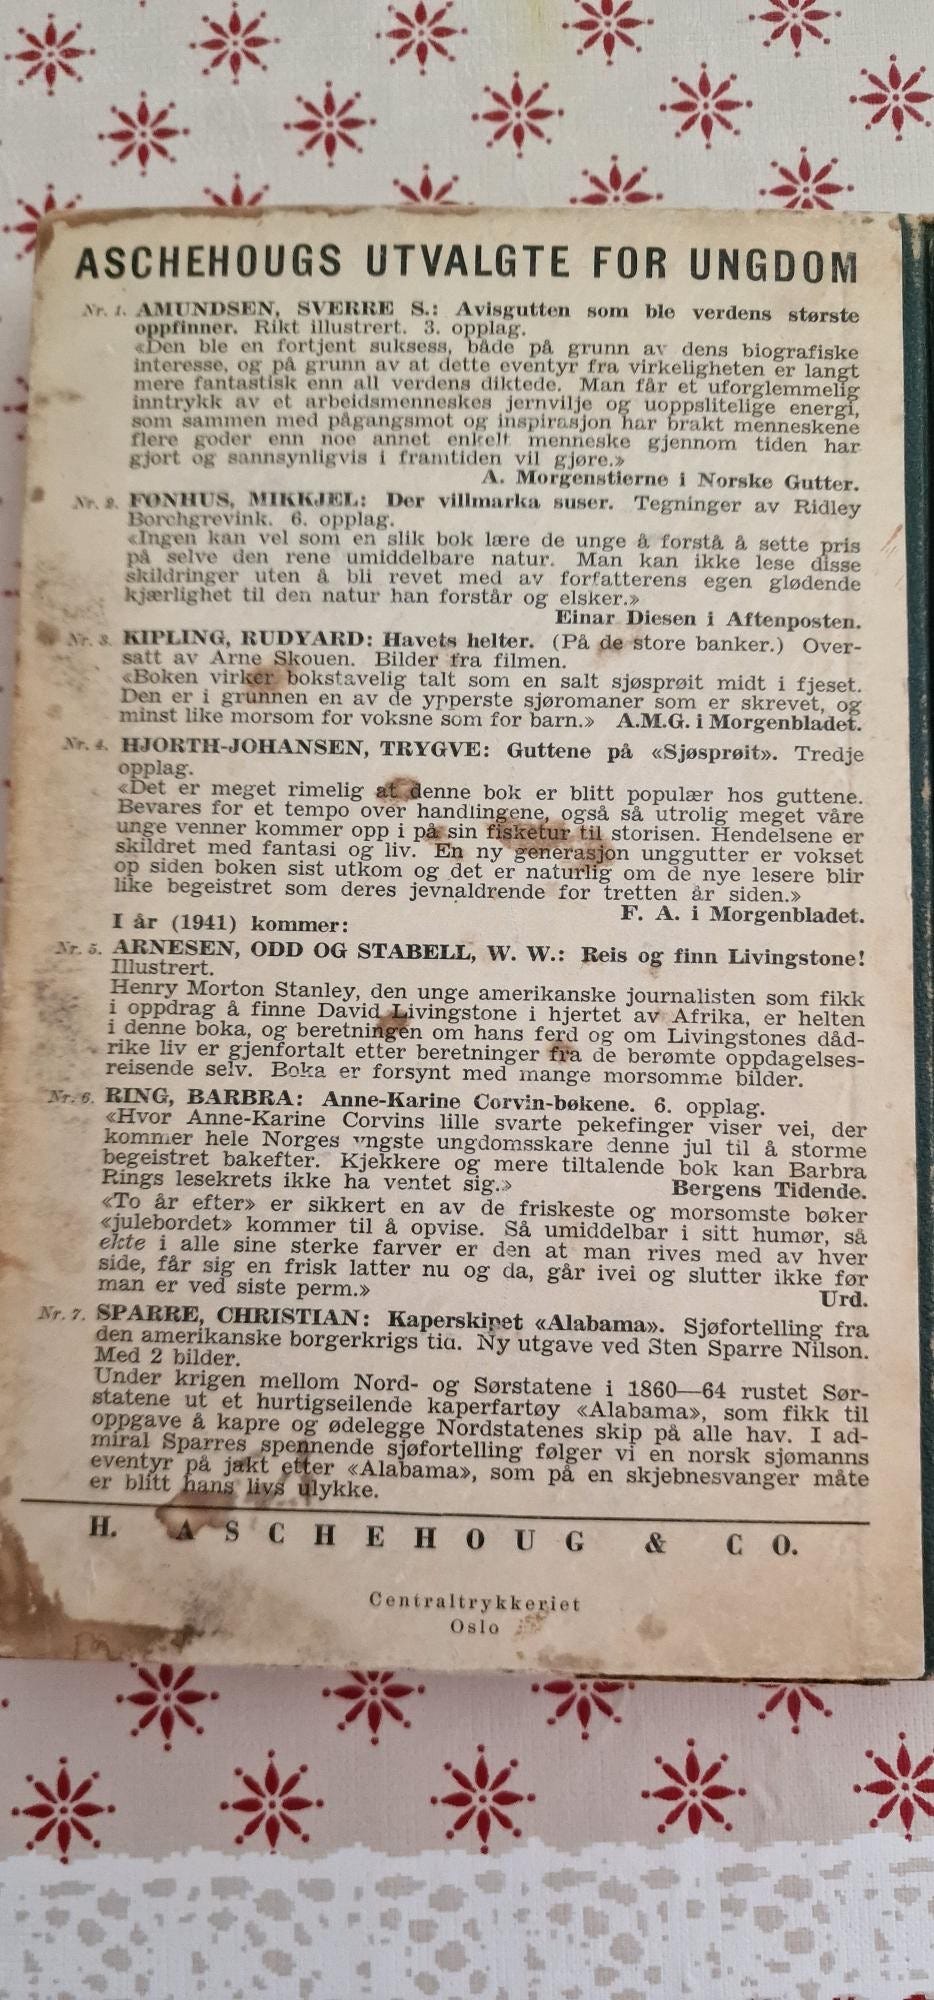 ASCHEHOUGS UTVALGTE FOR UNGDOM
Nr. 1. AMUNDSEN, SVERRE S.: Avisgutten som ble verdens største
oppfinner. Rikt illustrert. 3. opplag.
«Den ble en fortjent suksess, både på grunn av dens biografiske
interesse, og på grunn av at dette eventyr fra virkeligheten er langt
mere fantastisk enn all verdens diktede. Man får et uforglemmelig
inntrykk av et arbeidsmenneskes jernvilje og uoppslitelige energi,
som sammen med pågangsmot og inspirasjon har brakt menneskene
flere goder enn noe annet enkelt menneske gjennom tiden har
gjort og sannsynligvis i framtiden vil gjøre.»
A. Morgenstierne i Norske Gutter.
Nr. 2. FONHUS, MIKKJEL: Der villmarka suser. Tegninger av Ridley
Borchgrevink. 6. opplag.
«Ingen kan vel som en slik bok lære de unge å forstå å sette pris
på selve den rene umiddelbare natur. Man kan ikke lese disse
skildringer uten å bli revet med av forfatterens egen glødende
kjærlighet til den natur han forstår og elsker.»
Einar Diesen i Aftenposten.
Nr. 3. KIPLING, RUDYARD: Havets helter. (På de store banker.) Over-
satt av Arne Skouen. Bilder fra filmen.
«Boken virker bokstavelig talt som en salt sjøsprøit midt i fjeset.
Den er i grunnen en av de ypperste sjøromaner som er skrevet, og
minst like morsom for voksne som for barn.» A.M.G. i Morgenbladet.
Nr. 4. HJORTH-JOHANSEN, TRYGVE: Guttene på «Sjøsprøit». Tredje
opplag.
«Det er meget rimelig at denne bok er blitt populær hos guttene.
Bevares for et tempo over handlingene, også så utrolig meget våre
unge venner kommer opp i på sin fisketur til storisen. Hendelsene er
skildret med fantasi og liv. En ny generasjon unggutter er vokset
op siden boken sist utkom og det er naturlig om de nye lesere blir
like begeistret som deres jevnaldrende for tretten år siden.»
F. A. i Morgenbladet.
I år (1941) kommer:
Nr. 5. ARNESEN, ODD OG STABELL, W. W.: Reis og finn Livingstone!
Illustrert.
Henry Morton Stanley, den unge amerikanske journalisten som fikk
i oppdrag å finne David Livingstone i hjertet av Afrika, er helten
i denne boka, og beretningen om hans ferd og om Livingstones dåd-
rike liv er gjenfortalt etter beretninger fra de berømte oppdagelses-
reisende selv. Boka er forsynt med mange morsomme bilder.
Nr. 6. RING, BARBRA: Anne-Karine Corvin-bøkene. 6. opplag.
«Hvor Anne-Karine Corvins lille svarte pekefinger viser vei, der
kommer hele Norges yngste ungdomsskare denne jul til å storme
begeistret bakefter. Kjekkere og mere tiltalende bok kan Barbra
Rings lesekrets ikke ha ventet sig.» Bergens Tidende.
«To år efter» er sikkert en av de friskeste og morsomste bøker
«julebordet» kommer til å opvise. Så umiddelbar i sitt humør, så
ekte i alle sine sterke farver er den at man rives med av hver
side, får sig en frisk latter nu og da, går ivei og slutter ikke før
man er ved siste perm.»
Urd.
Nr. 7. SPARRE, CHRISTIAN: Kaperskipet «Alabama». Sjøfortelling fra
den amerikanske borgerkrigs tid. Ny utgave ved Sten Sparre Nilson.
Med 2 bilder.
Under krigen mellom Nord- og Sørstatene i 1860—64 rustet Sør-
statene ut et hurtigseilende kaperfartøy «Alabama», som fikk til
oppgave å kapre og ødelegge Nordstatenes skip på alle hav. I ad-
miral Sparres spennende sjøfortelling følger vi en norsk sjømanns
eventyr på jakt etter «Alabama», som på en skjebnesvanger måte
er blitt hans livs ulykke.
H. ASCHEHOUG & CO.
Centraltrykkeriet
Oslo